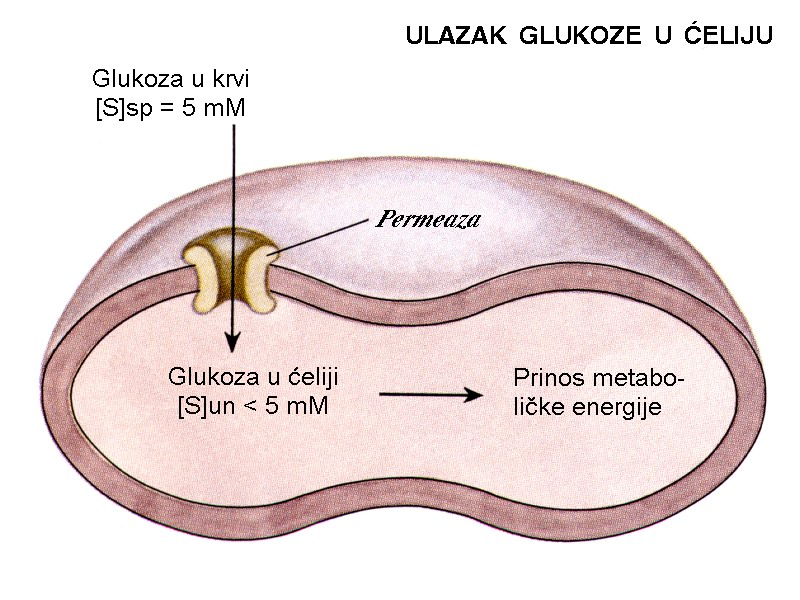 ULAZAK GLUKOZE U ĆELIJU
Glukoza u krvi
[S]sp = 5 mM
Permeaza
Glukoza u ćeliji
[S]un < 5 mM
Prinos metabo-
ličke energije